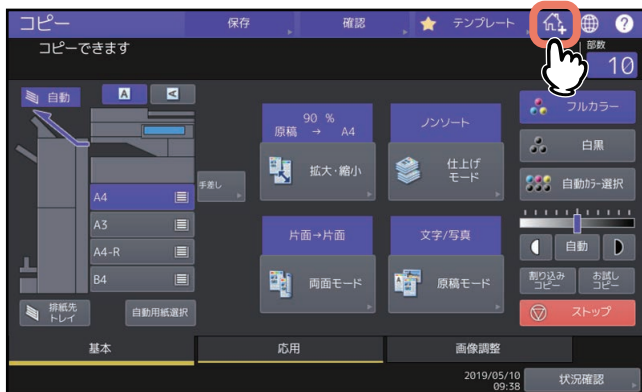 コピー
保存
確認
テンプレート
?
コピーできます
部数
10
自動
A
A
90 %
原稿 → A4
拡大・縮小
ノンソート
仕上げ
モード
フルカラー
白黒
自動カラー選択
手差し
A4
A3
A4-R
B4
片面→片面
両面モード
文字/写真
原稿モード
自動
割り込み
コピー
お試し
コピー
排紙先
トレイ
自動用紙選択
ストップ
基本
応用
画像調整
2019/05/10
09:38
状況確認